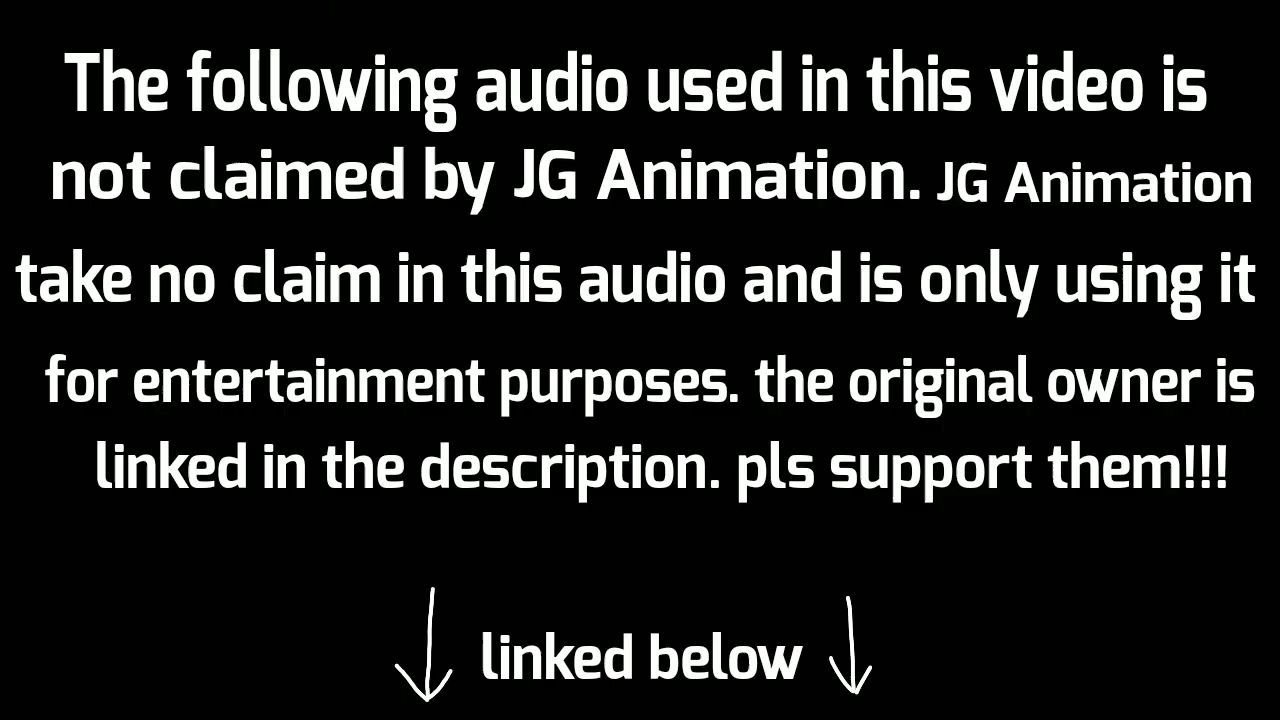 The following audio used in this video is
not claimed by JG Animation. JG Animation
take no claim in this audio and is only using it
for entertainment purposes. the original owner is
linked in the description. pls support them!!!
linked below